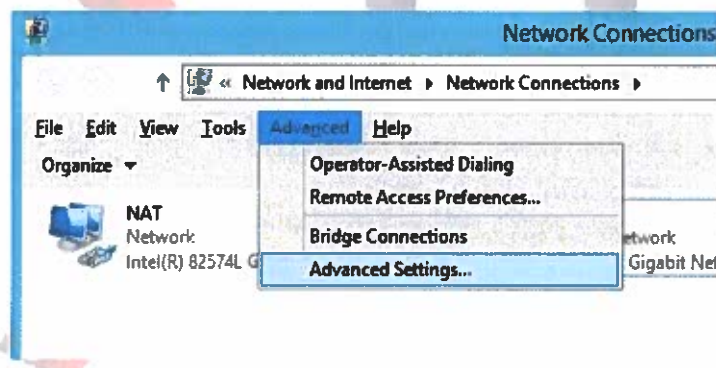 Network Connections
↑ « Network and Internet ▸ Network Connections ▸
File Edit View Tools Advanced Help
Organize
Operator-Assisted Dialing
Remote Access Preferences...
Bridge Connections
Advanced Settings...
NAT
Network
Intel(R) 82574L G
etwork
Gigabit Net